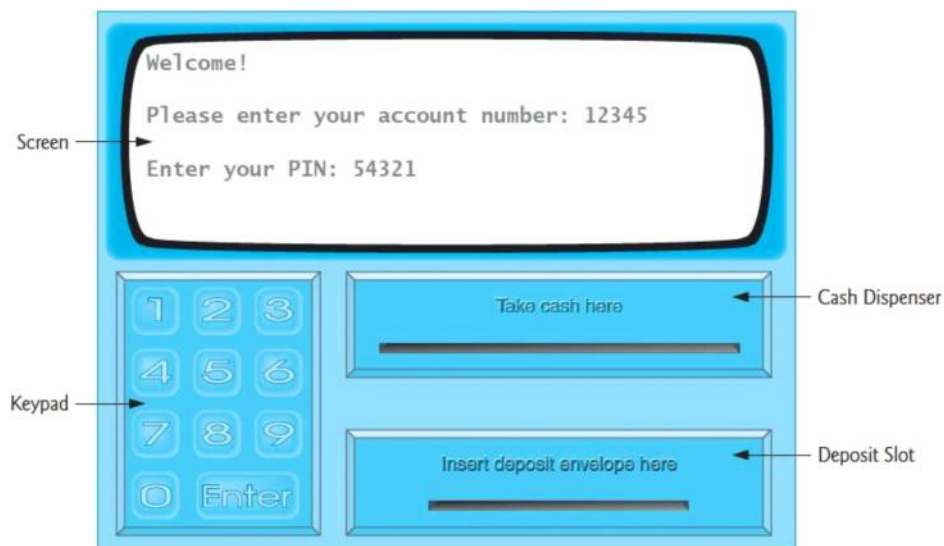 Welcome!
Please enter your account number: 12345
Enter your PIN: 54321
Screen
1 2 3
4 5 6
7 8 9
0 Enter
Keypad
Take cash here
Cash Dispenser
Insert deposit envelope here
Deposit Slot